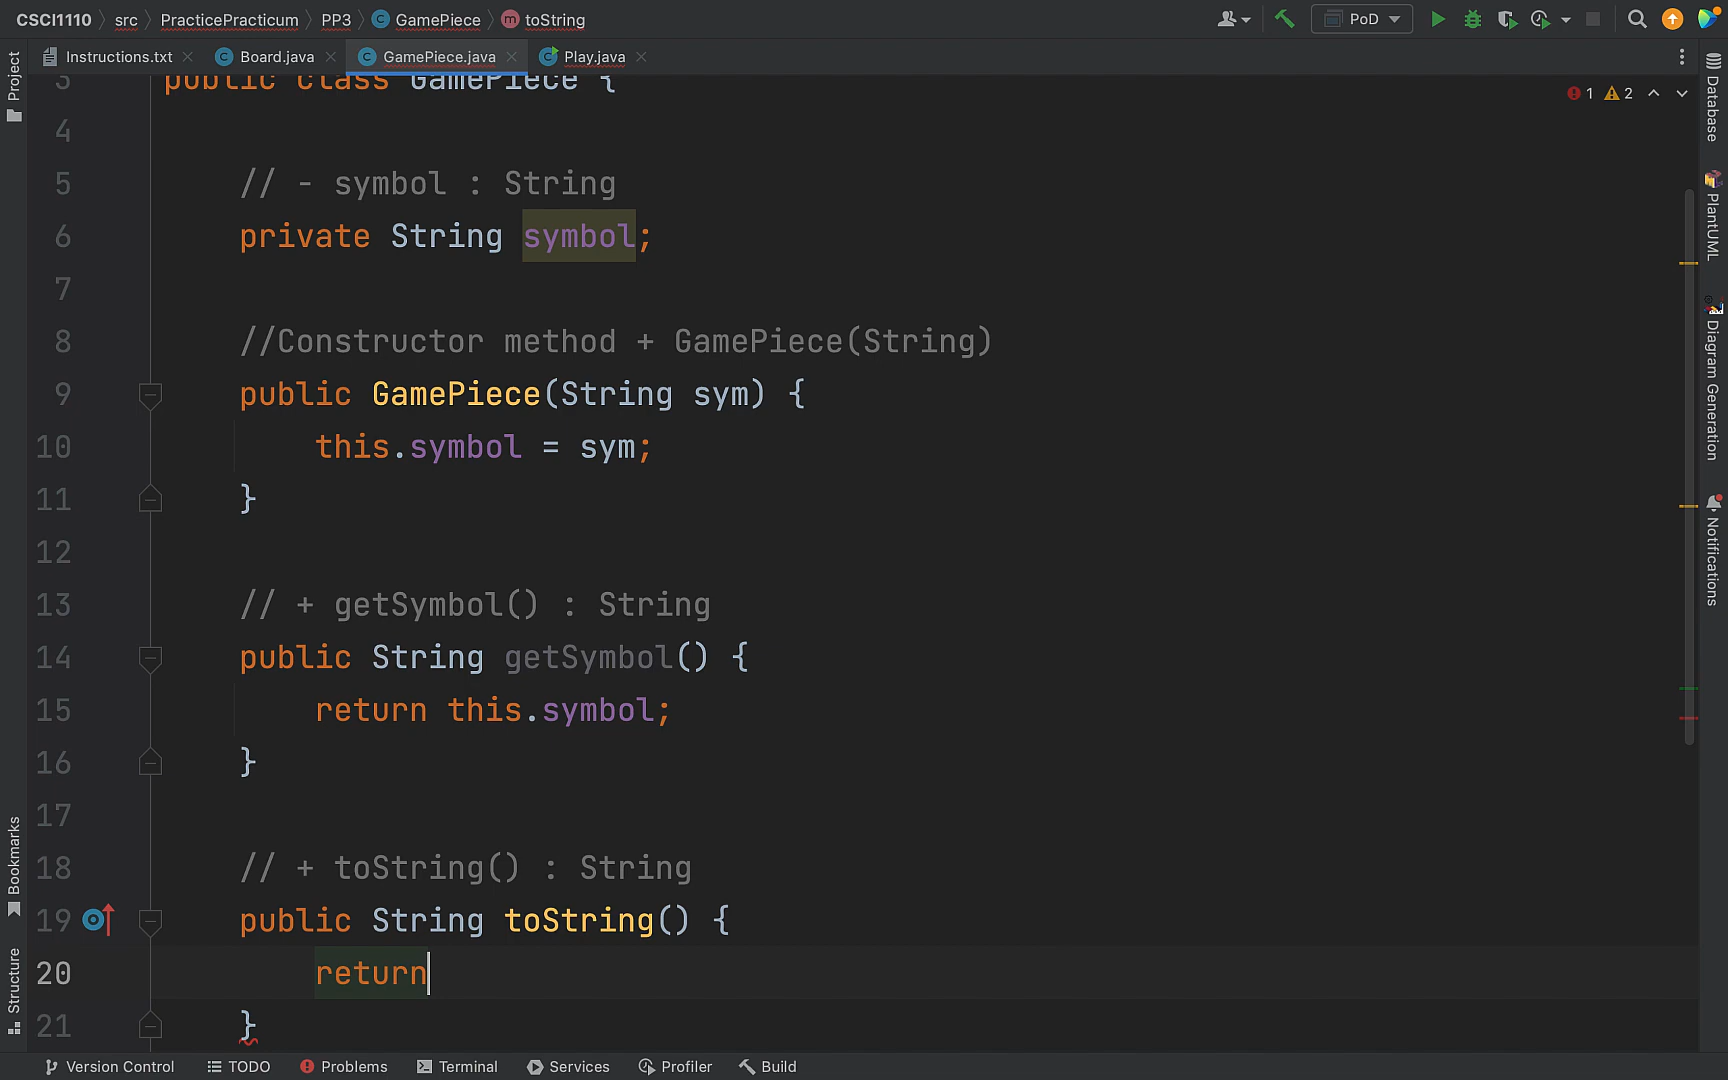 CSCI1110 src PracticePracticum PP3 GamePiece toString PoD
Instructions.txt Board.java GamePiece.java Play.java
3 public class GamePiece {
1 2
4
5 // - symbol : String
6 private String symbol;
7
8 //Constructor method + GamePiece(String)
9 public GamePiece(String sym) {
10 this.symbol = sym;
11 }
12
13 // + getSymbol() : String
14 public String getSymbol() {
15 return this.symbol;
16 }
17
18 // + toString() : String
19 public String toString() {
20 return
21 }
Project
Bookmarks
Structure
Database
PlantUML
Diagram Generation
Notifications
Version Control TODO Problems Terminal Services Profiler Build